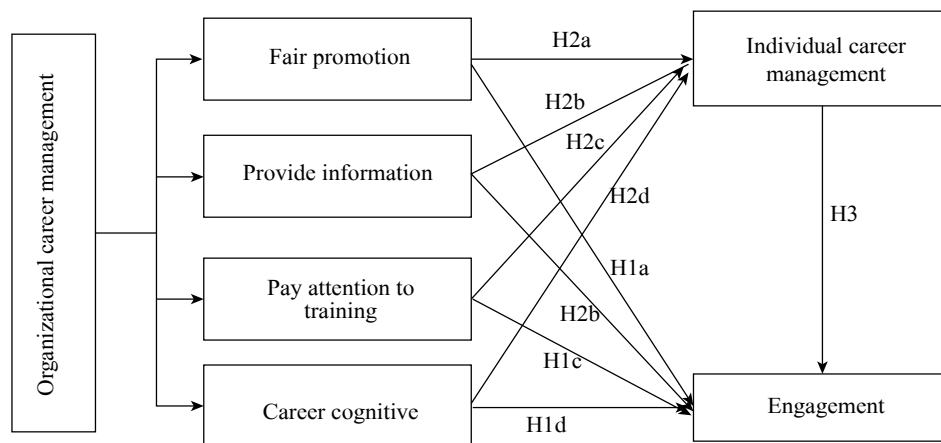 Organizational career management
Fair promotion
Provide information
Pay attention to
training
Career cognitive
H2a
H2b
H2c
H2d
H1a
H2b
H1c
H1d
Individual career
management
H3
Engagement